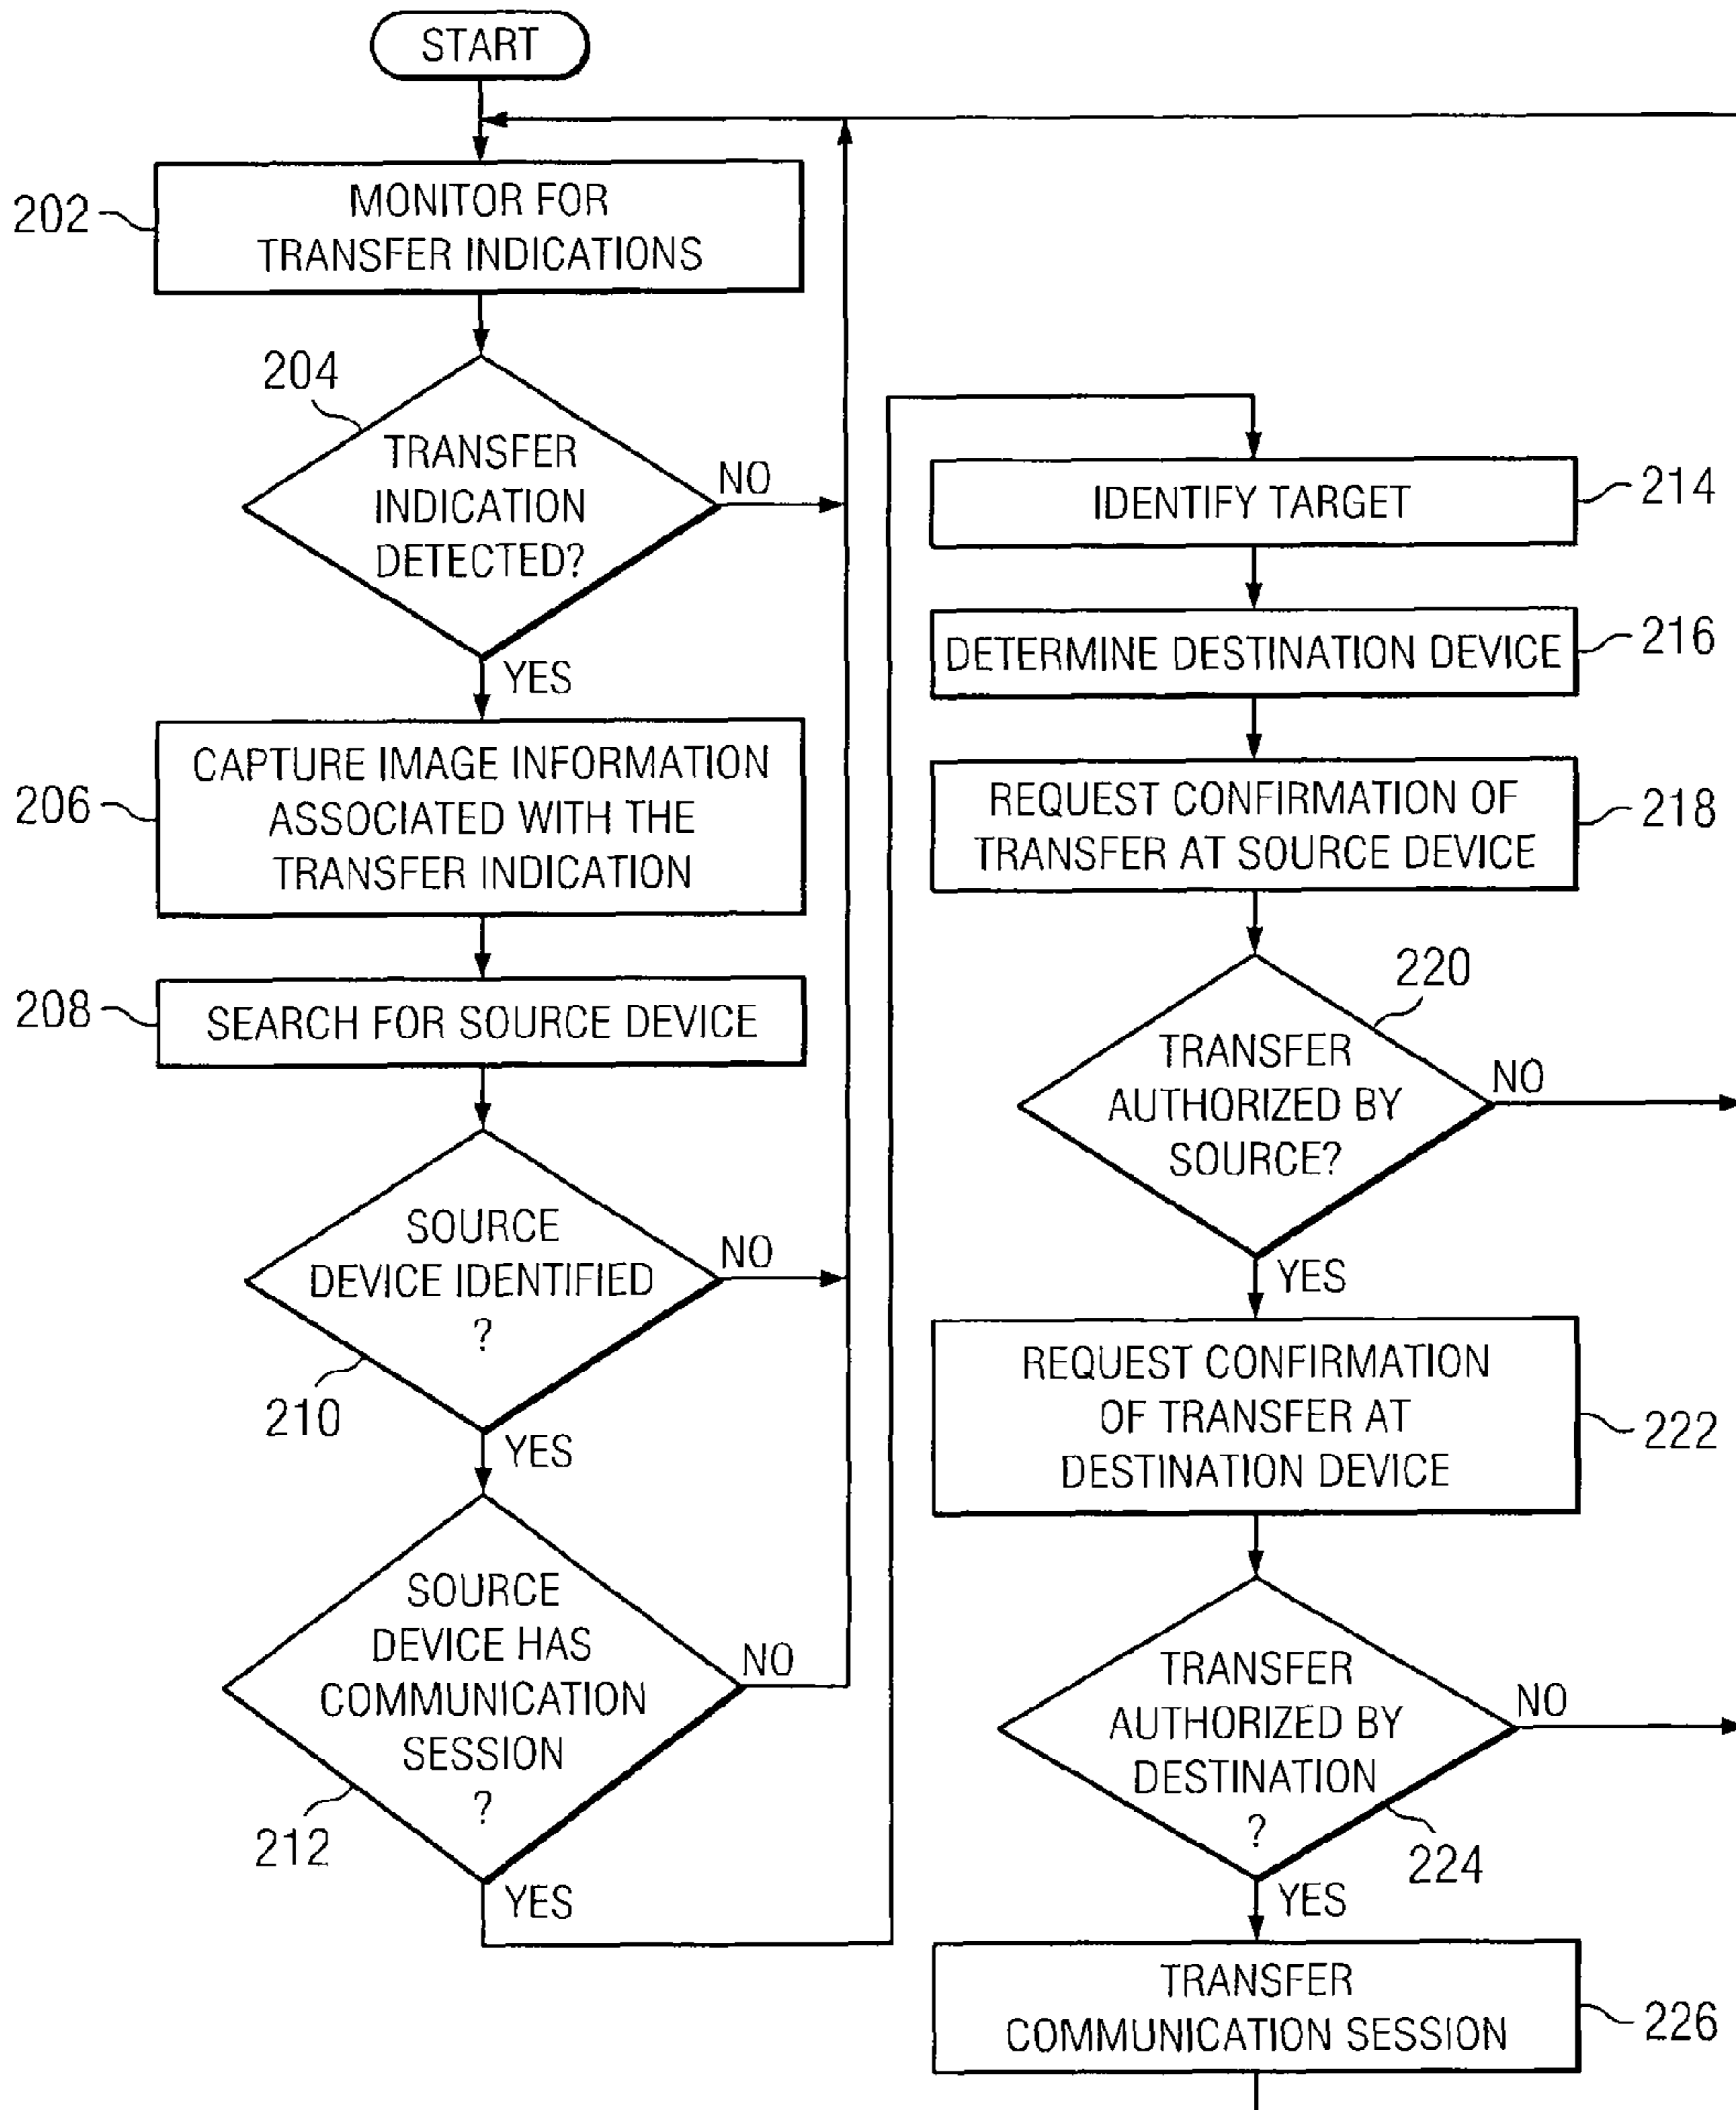 START
202
MONITOR FOR
TRANSFER INDICATIONS
204
TRANSFER
INDICATION
DETECTED?
NO
YES
206
CAPTURE IMAGE INFORMATION
ASSOCIATED WITH THE
TRANSFER INDICATION
208
SEARCH FOR SOURCE DEVICE
SOURCE
DEVICE IDENTIFIED
?
NO
210
YES
SOURCE
DEVICE HAS
COMMUNICATION
SESSION
?
NO
212
YES
IDENTIFY TARGET
214
DETERMINE DESTINATION DEVICE
216
REQUEST CONFIRMATION OF
TRANSFER AT SOURCE DEVICE
218
220
TRANSFER
AUTHORIZED BY
SOURCE?
NO
YES
REQUEST CONFIRMATION
OF TRANSFER AT
DESTINATION DEVICE
222
TRANSFER
AUTHORIZED BY
DESTINATION
?
NO
224
YES
TRANSFER
COMMUNICATION SESSION
226